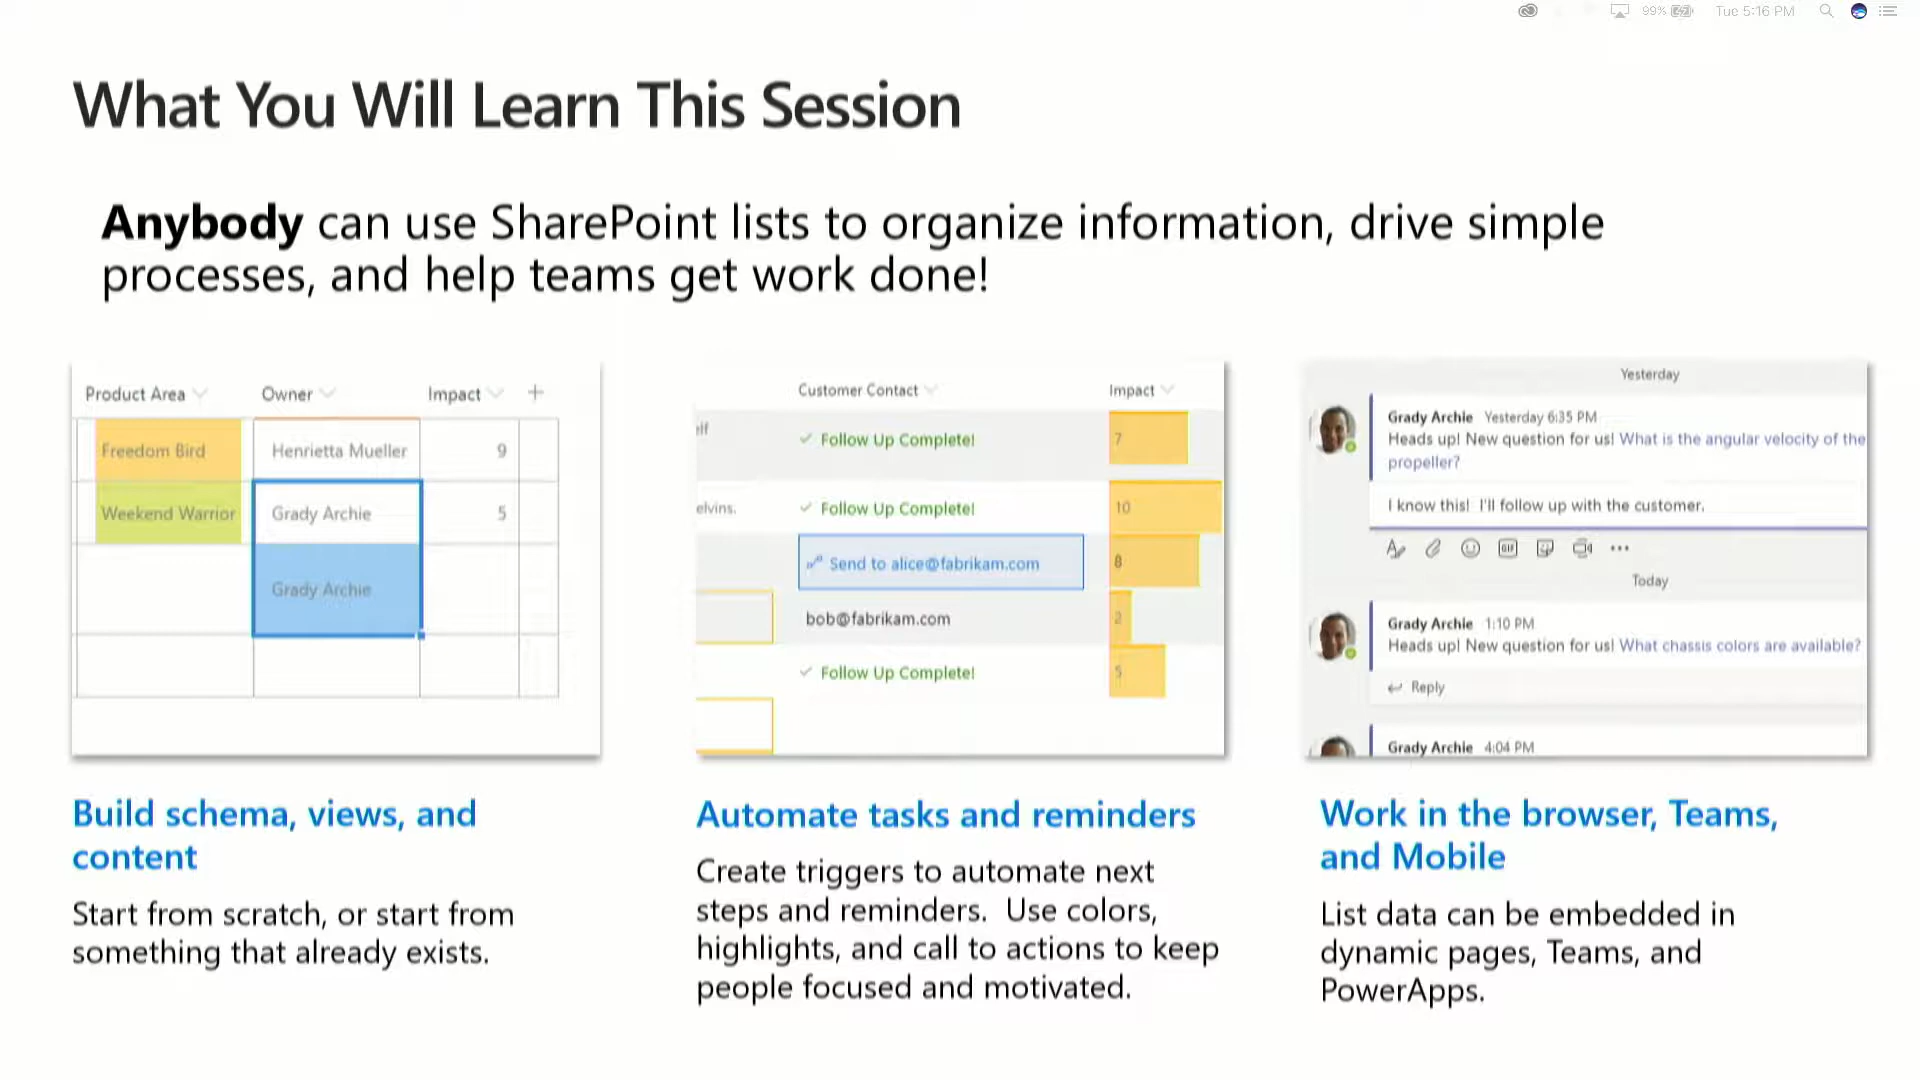 99%
Tue 5:16 PM
What You Will Learn This Session
Anybody can use SharePoint lists to organize information, drive simple
processes, and help teams get work done!
Product Area
Owner
Impact
+
Freedom Bird
Henrietta Mueller
9
Weekend Warrior
Grady Archie
5
Grady Archie
Customer Contact
Impact
elf
Follow Up Complete!
7
elvins.
Follow Up Complete!
10
Send to alice@fabrikam.com
8
bob@fabrikam.com
2
Follow Up Complete!
5
Yesterday
Grady Archie Yesterday 6:35 PM
Heads up! New question for us! What is the angular velocity of the
propeller?
I know this! I'll follow up with the customer.
GIF
Today
Grady Archie 1:10 PM
Heads up! New question for us! What chassis colors are available?
Reply
Grady Archie 4:04 PM
Build schema, views, and
content
Start from scratch, or start from
something that already exists.
Automate tasks and reminders
Create triggers to automate next
steps and reminders. Use colors,
highlights, and call to actions to keep
people focused and motivated.
Work in the browser, Teams,
and Mobile
List data can be embedded in
dynamic pages, Teams, and
PowerApps.